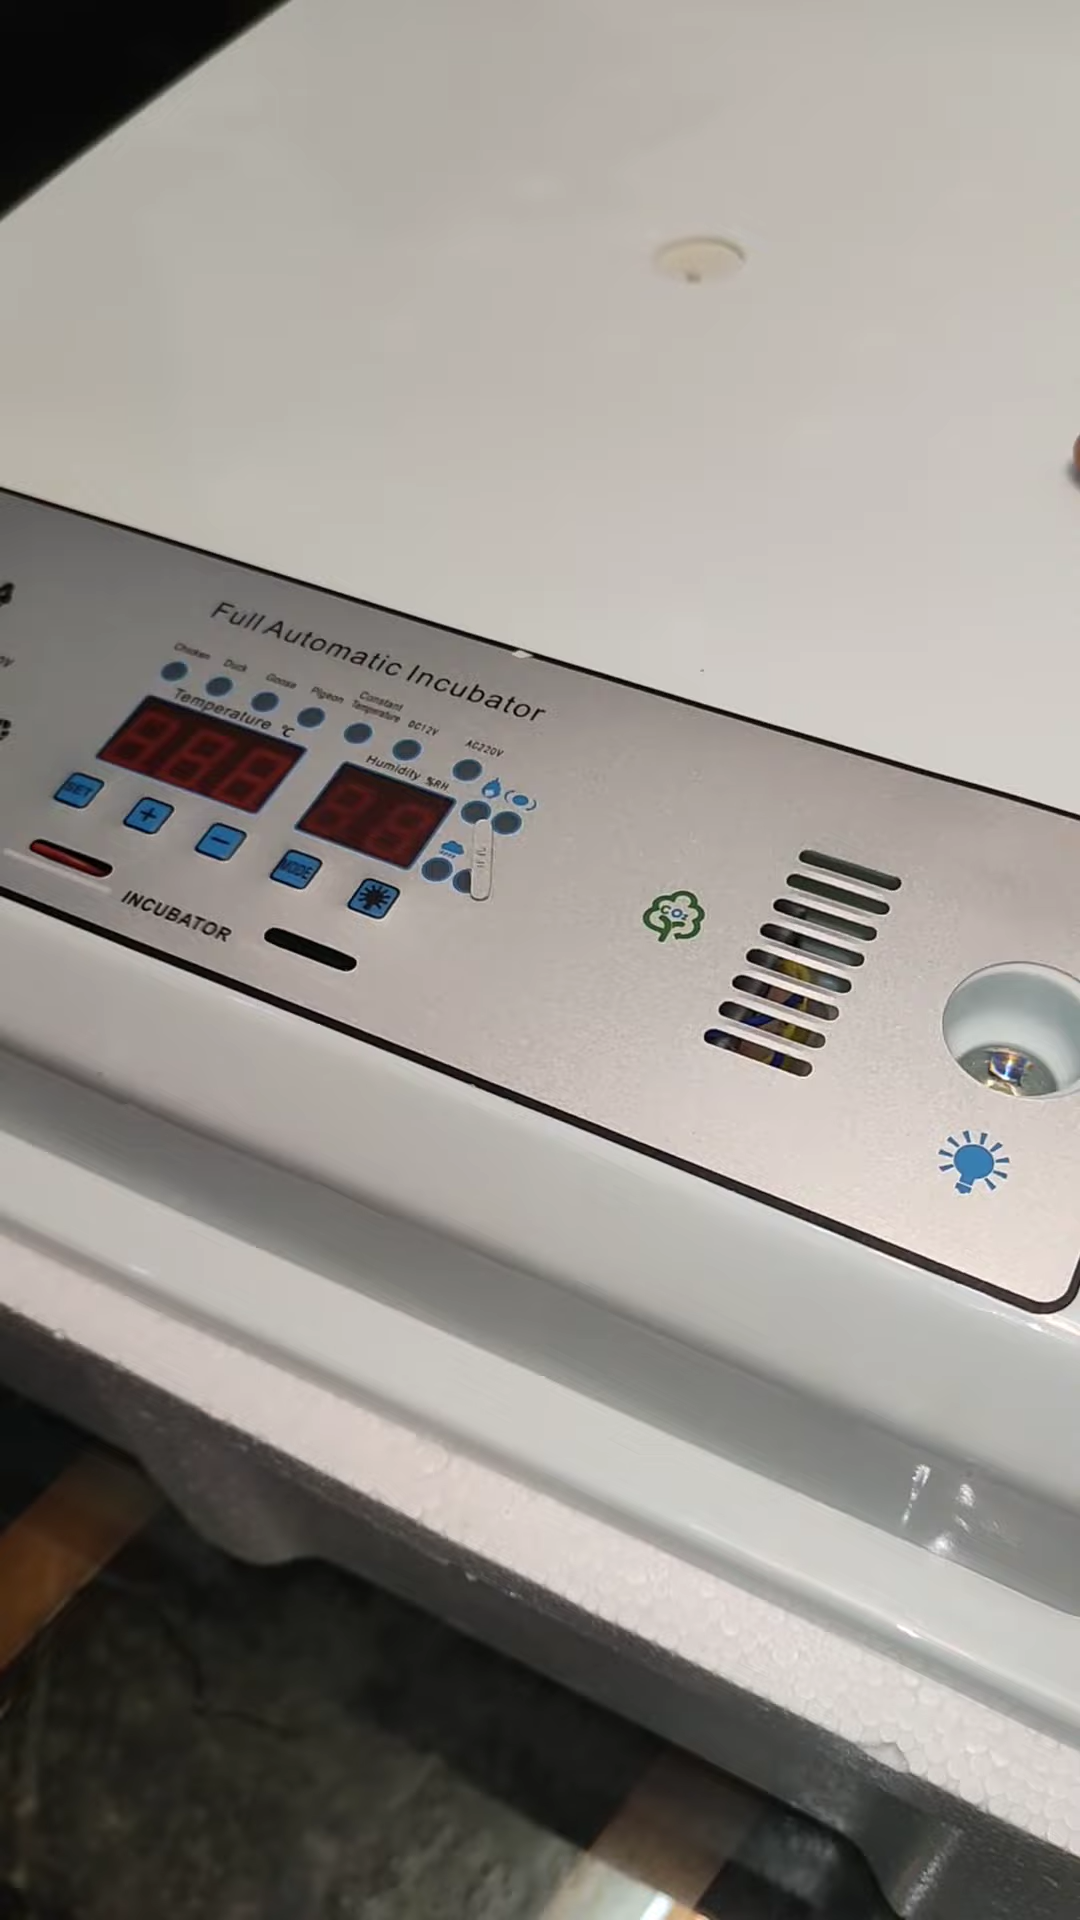 Full Automatic Incubator
Chicken
Duck
Goose
Pigeon
Constant
Temperature
DC12V
AC220V
Temperature °C
Humidity %RH
SET
+
−
MODE
INCUBATOR
CO₂